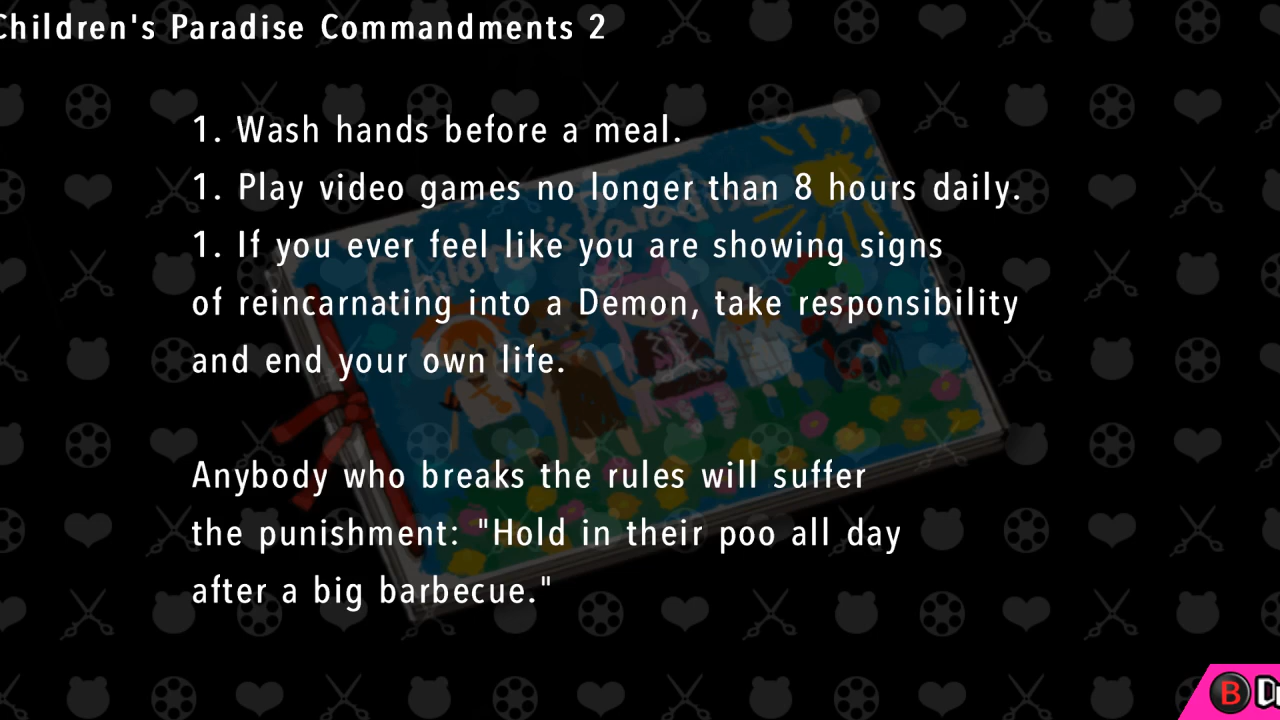 Children's Paradise Commandments 2
1. Wash hands before a meal.
1. Play video games no longer than 8 hours daily.
1. If you ever feel like you are showing signs
of reincarnating into a Demon, take responsibility
and end your own life.
Anybody who breaks the rules will suffer
the punishment: "Hold in their poo all day
after a big barbecue."
Children's Paradise
B